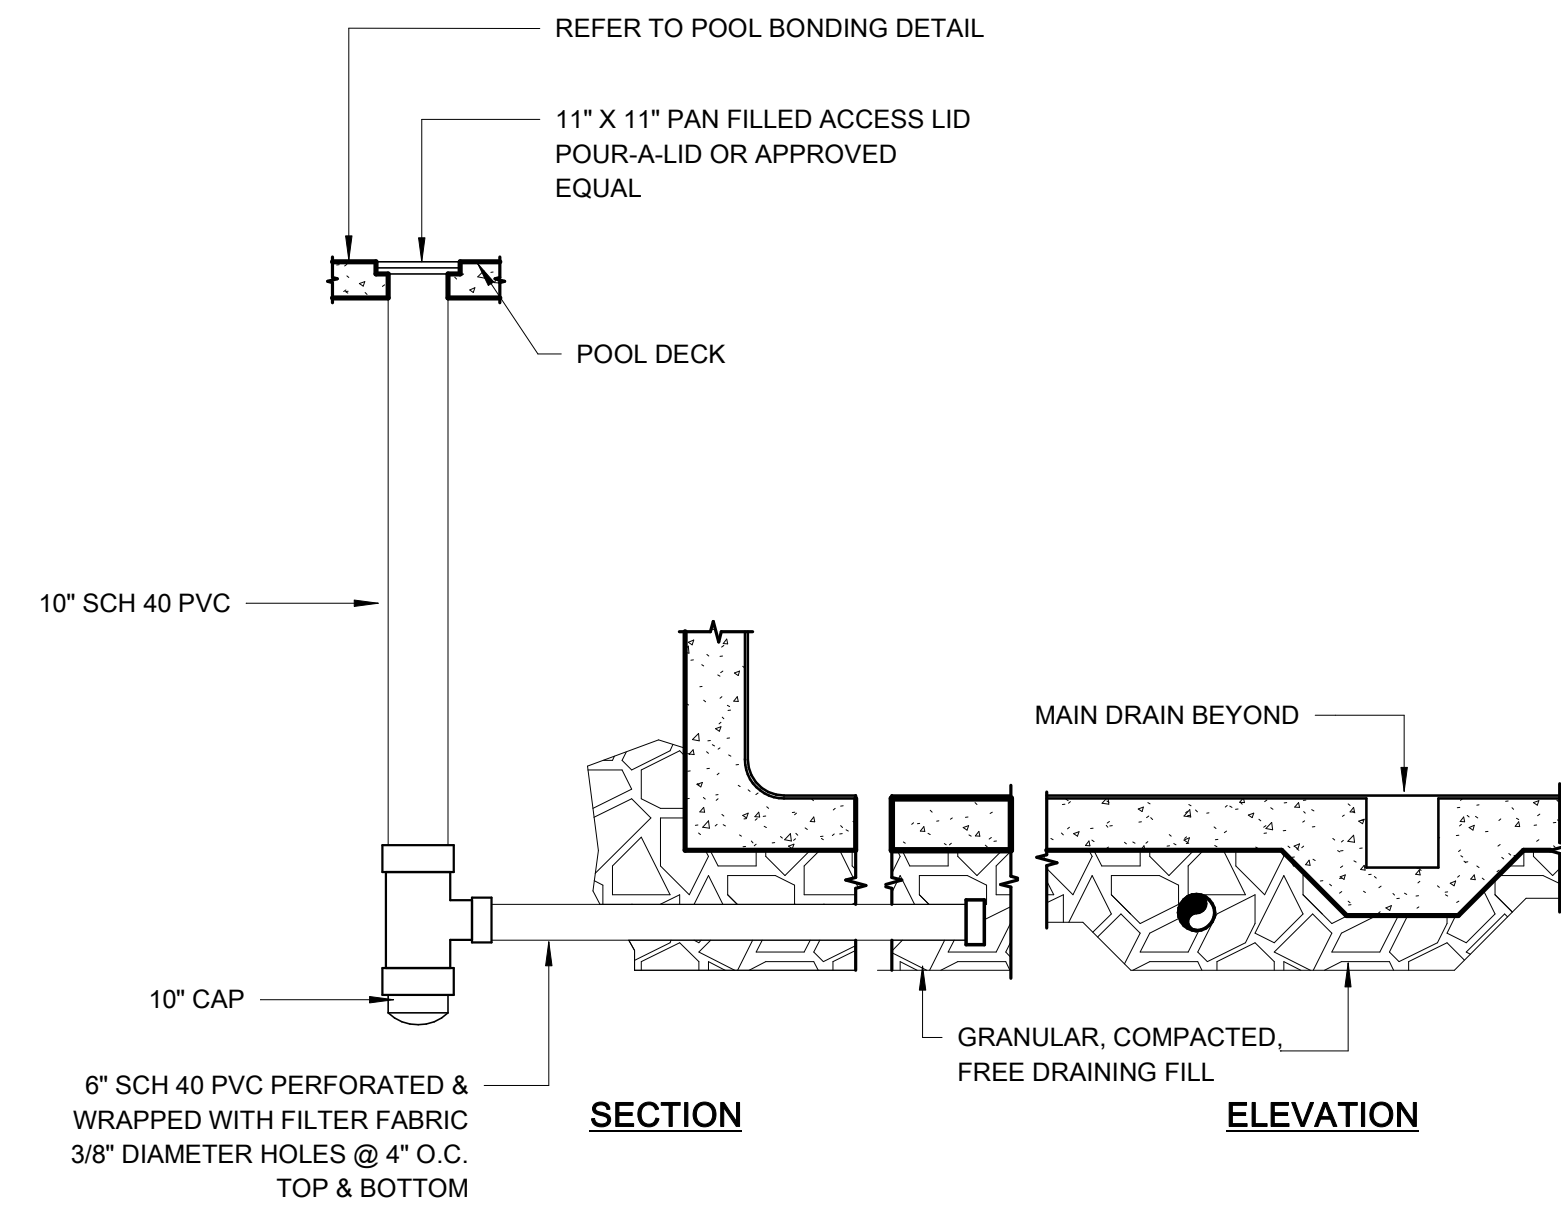 REFER TO POOL BONDING DETAIL
11" X 11" PAN FILLED ACCESS LID
POUR-A-LID OR APPROVED
EQUAL
POOL DECK
10" SCH 40 PVC
MAIN DRAIN BEYOND
10" CAP
GRANULAR, COMPACTED,
FREE DRAINING FILL
6" SCH 40 PVC PERFORATED &
WRAPPED WITH FILTER FABRIC
3/8" DIAMETER HOLES @ 4" O.C.
TOP & BOTTOM
SECTION
ELEVATION